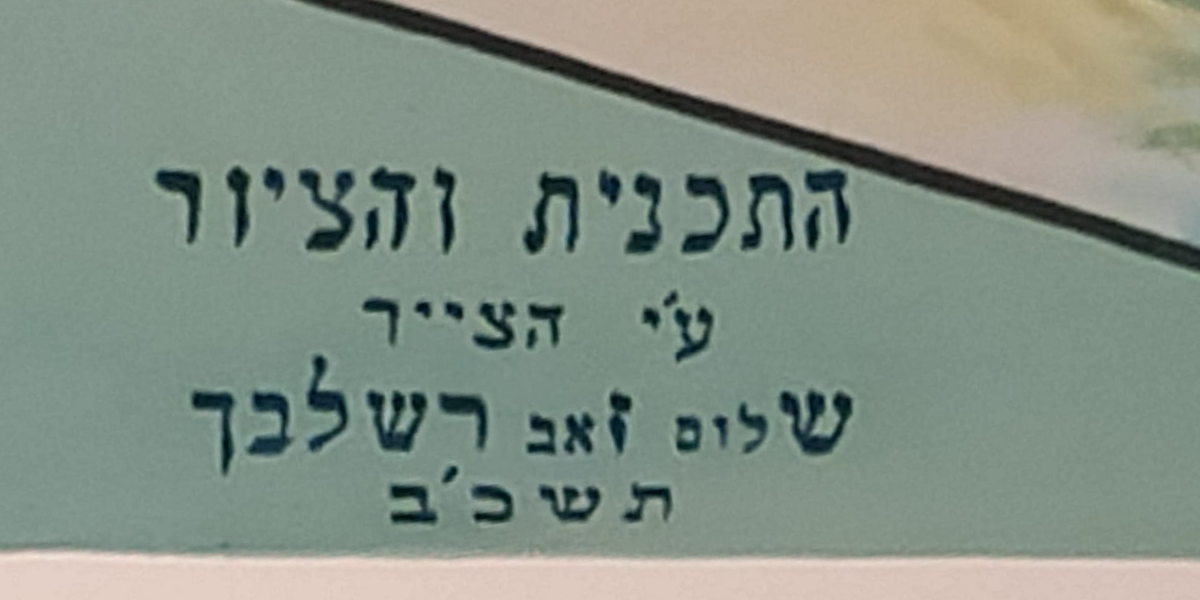 התכנית והציור
ע׳י הצייר
שלום זאב רשלבך
תשכ׳ב